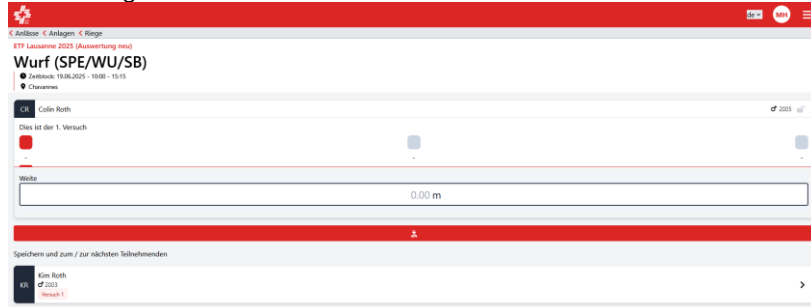 de
MH
< Anlässe < Anlagen < Riege
ETF Lausanne 2025 (Auswertung neu)
Wurf (SPE/WU/SB)
Zeitblock: 19.06.2025 - 10:00 - 15:15
Chavannes
CR Colin Roth ♂ 2005
Dies ist der 1. Versuch
- - -
Weite
0.00 m
Speichern und zum / zur nächsten Teilnehmenden
KR Kim Roth
♂ 2003
Versuch 1